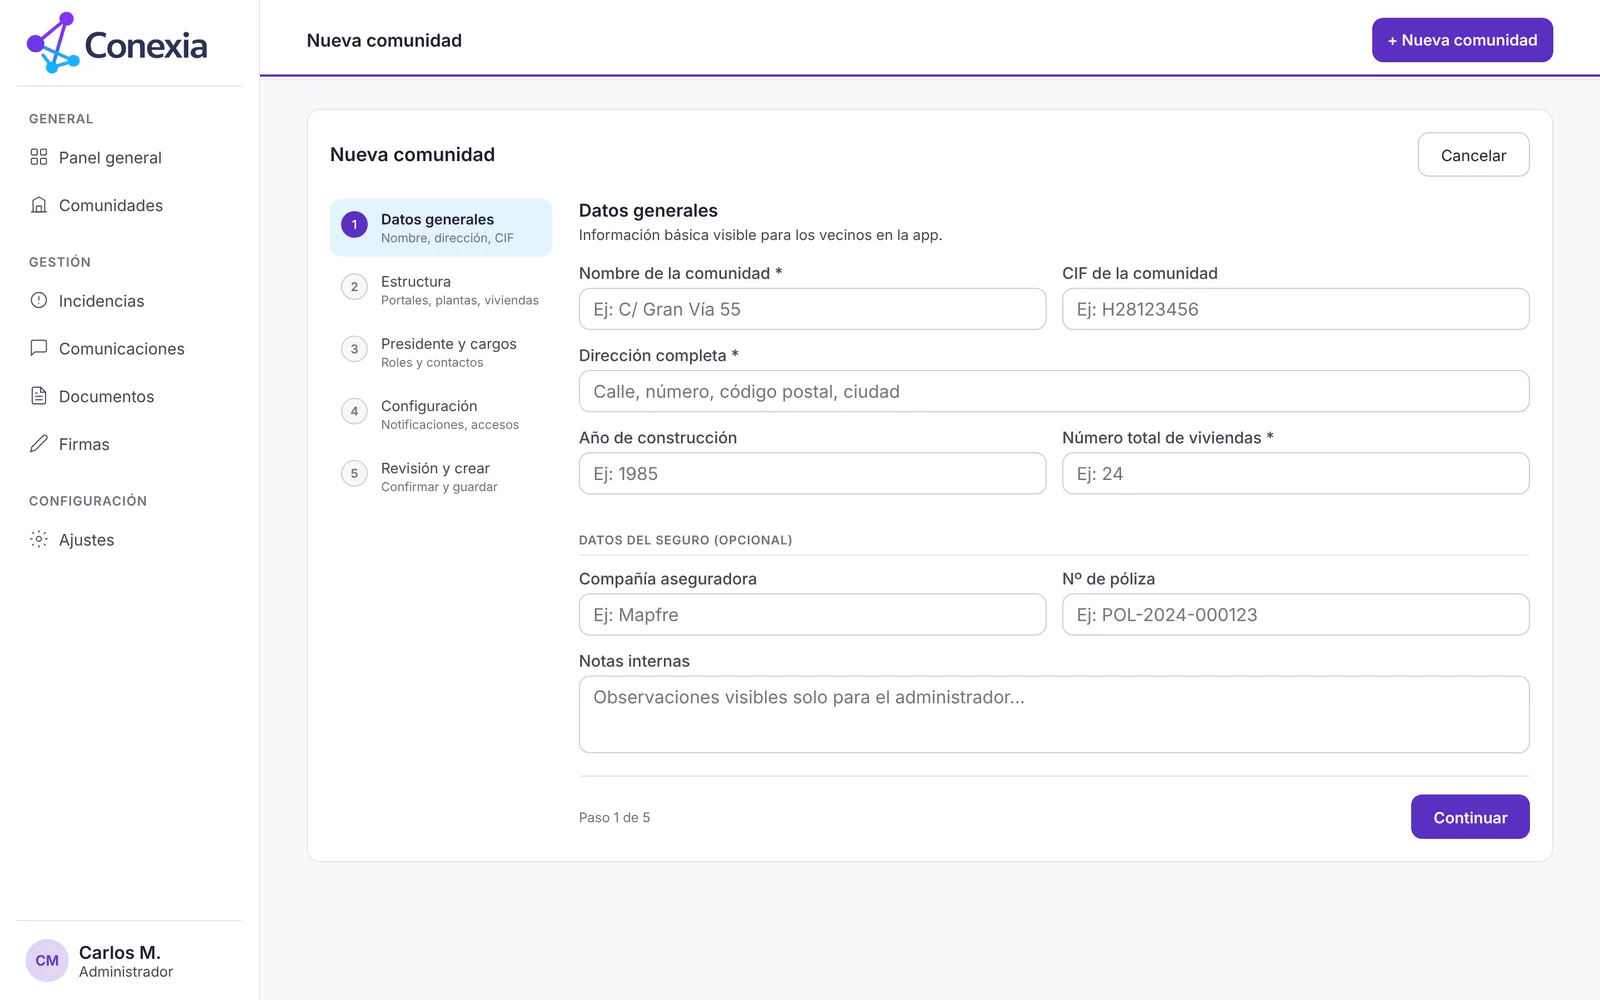 Conexia
GENERAL
Panel general
Comunidades
GESTIÓN
Incidencias
Comunicaciones
Documentos
Firmas
CONFIGURACIÓN
Ajustes
CM
Carlos M.
Administrador
Nueva comunidad
+ Nueva comunidad
Nueva comunidad
Cancelar
1
Datos generales
Nombre, dirección, CIF
2
Estructura
Portales, plantas, viviendas
3
Presidente y cargos
Roles y contactos
4
Configuración
Notificaciones, accesos
5
Revisión y crear
Confirmar y guardar
Datos generales
Información básica visible para los vecinos en la app.
Nombre de la comunidad *
Ej: C/ Gran Vía 55
CIF de la comunidad
Ej: H28123456
Dirección completa *
Calle, número, código postal, ciudad
Año de construcción
Ej: 1985
Número total de viviendas *
Ej: 24
DATOS DEL SEGURO (OPCIONAL)
Compañía aseguradora
Ej: Mapfre
Nº de póliza
Ej: POL-2024-000123
Notas internas
Observaciones visibles solo para el administrador...
Paso 1 de 5
Continuar